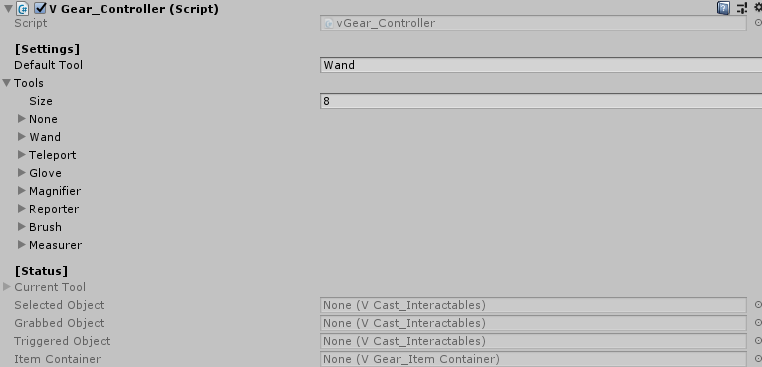 V Gear_Controller (Script)
Script vGear_Controller
[Settings]
Default Tool Wand
Tools
Size 8
None
Wand
Teleport
Glove
Magnifier
Reporter
Brush
Measurer
[Status]
Current Tool
Selected Object None (V Cast_Interactables)
Grabbed Object None (V Cast_Interactables)
Triggered Object None (V Cast_Interactables)
Item Container None (V Gear_Item Container)